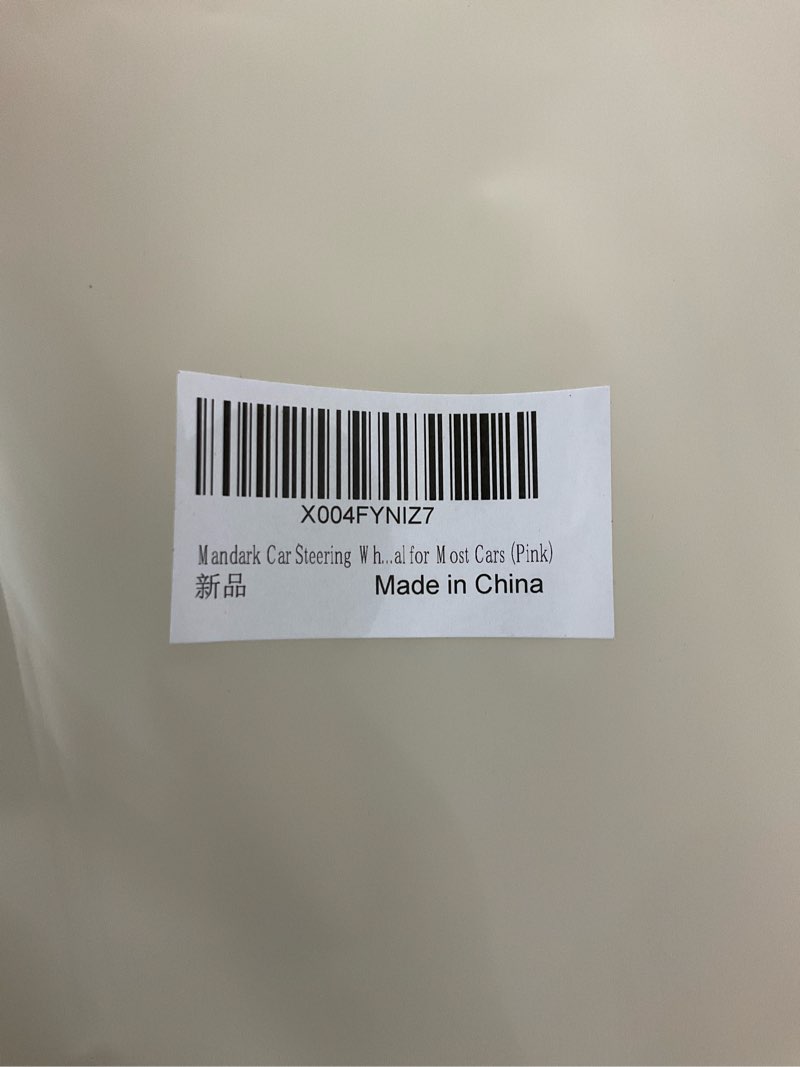 X004FYNIZ7
Mandark Car Steering Wh...al for Most Cars (Pink)
新品 Made in China